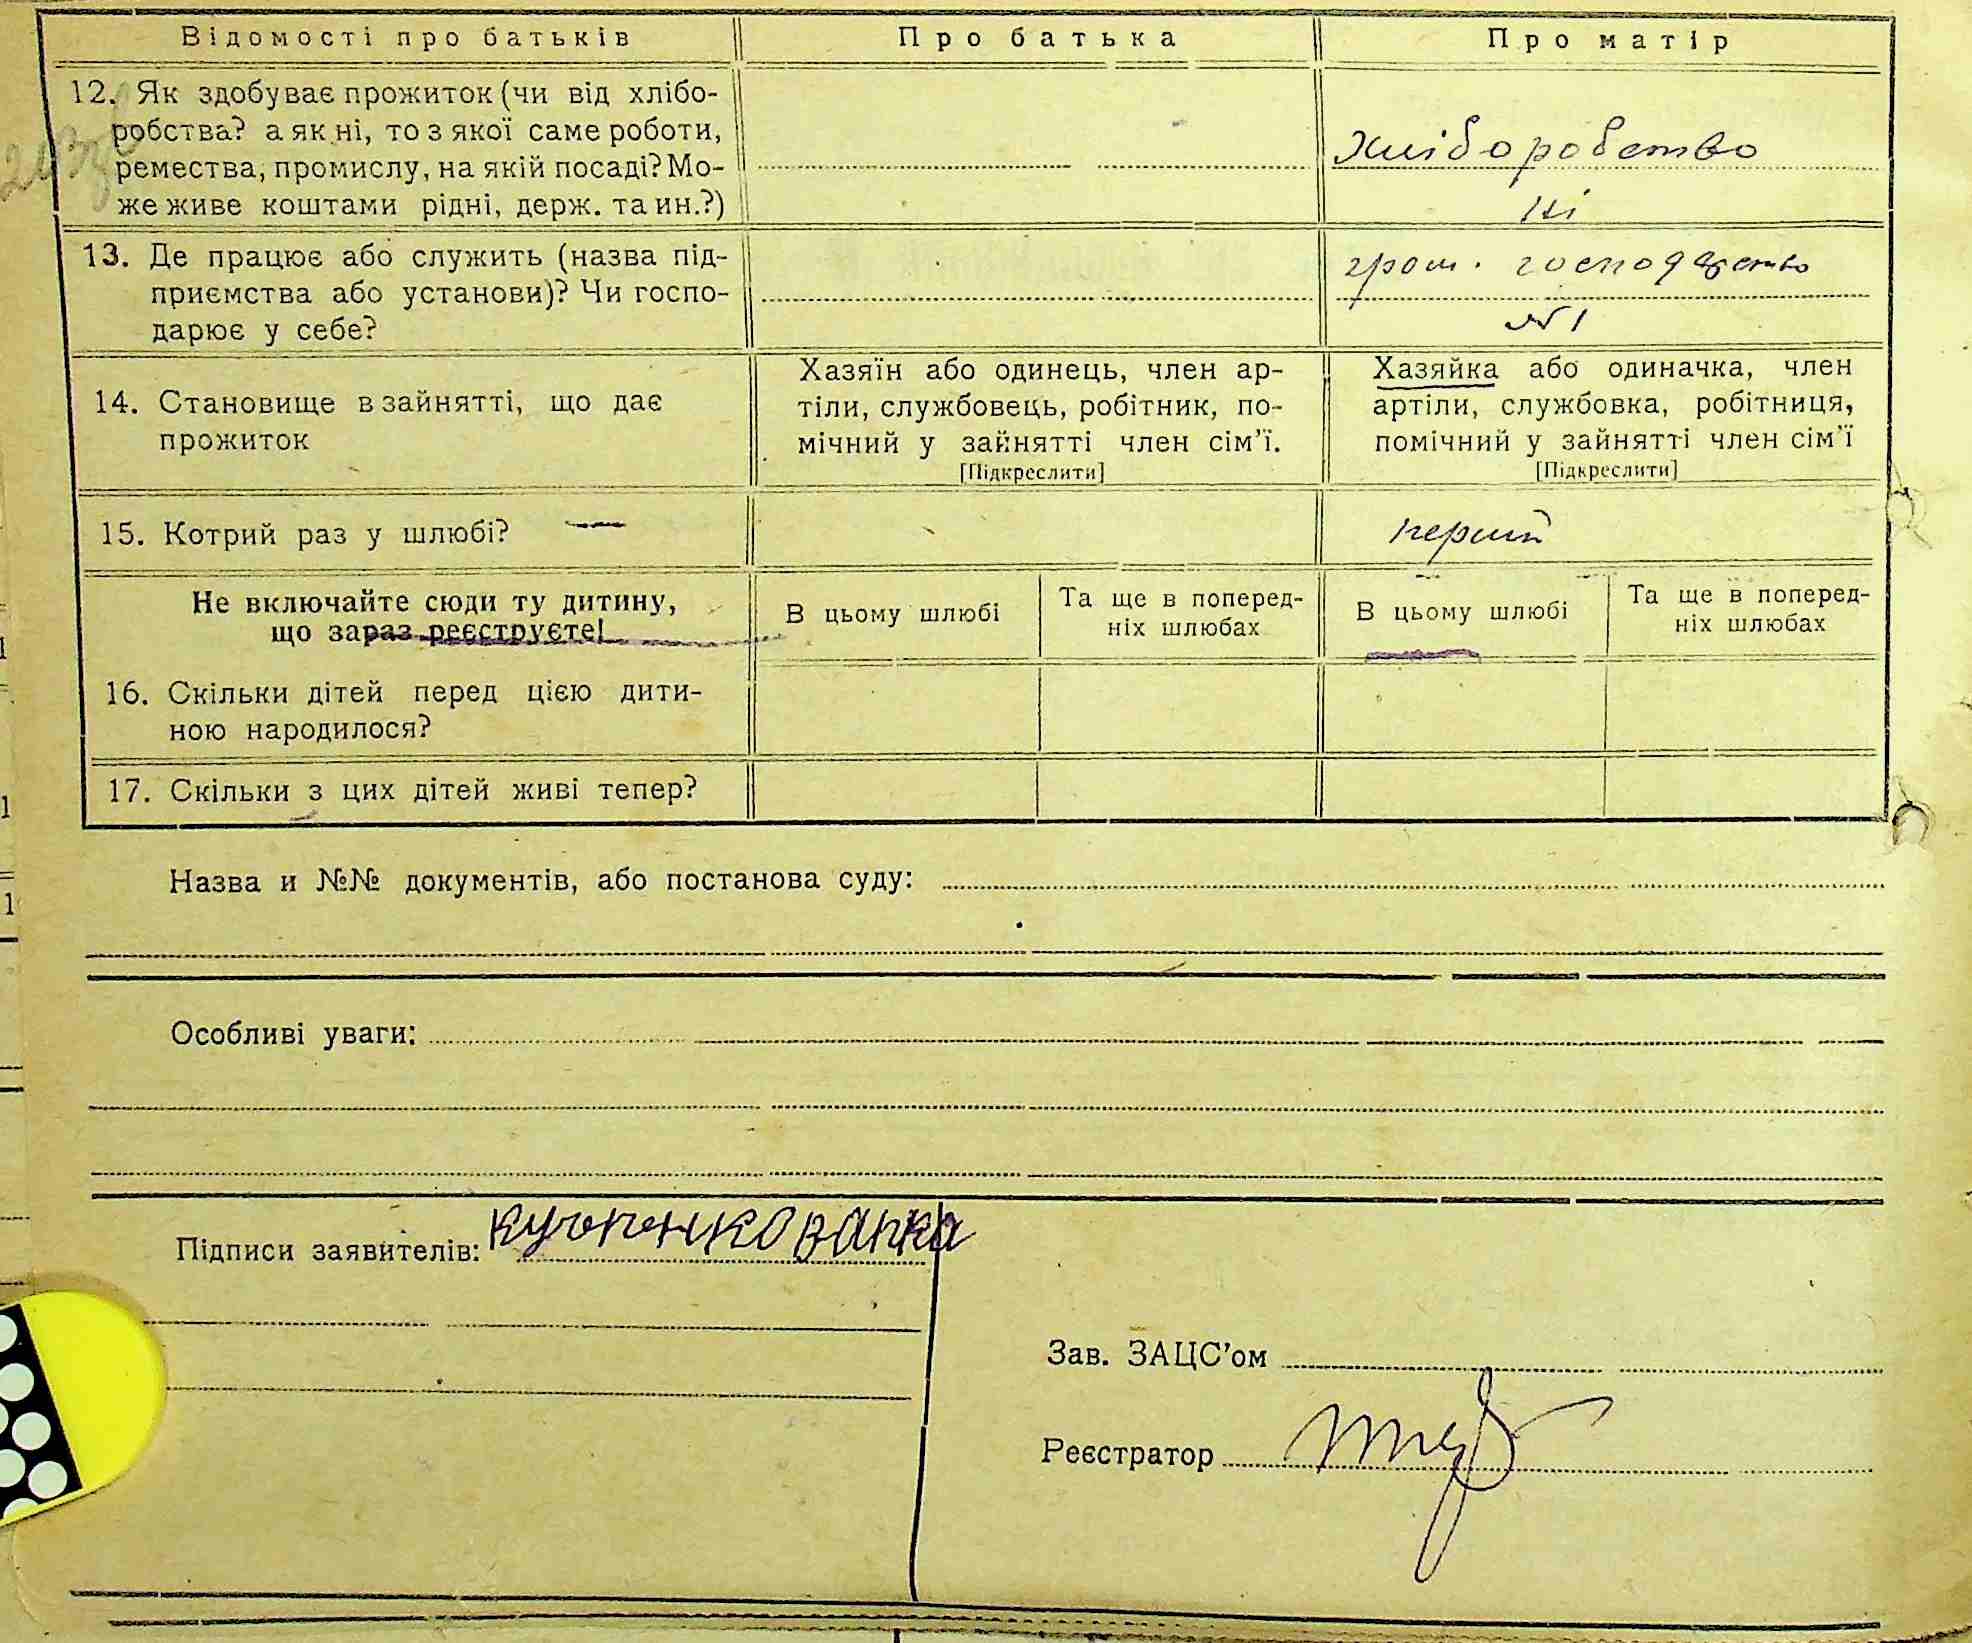 Відомості про батьків
Про батька
Про матір
12. Як здобуває прожиток (чи від хлібо-
робства? а як ні, то з якої саме роботи,
ремества, промислу, на якій посаді? Мо-
же живе коштами рідні, держ. та ин.?)
хліборобство
ні
13. Де працює або служить (назва під-
приємства або установи)? Чи госпо-
дарює у себе?
гром. господарство
№1
14. Становище в зайнятті, що дає
прожиток
Хазяїн або одинець, член ар-
тіли, службовець, робітник, по-
мічний у зайнятті член сім’ї.
[Підкреслити]
Хазяйка або одиначка, член
артіли, службовка, робітниця,
помічний у зайнятті член сім’ї
[Підкреслити]
15. Котрий раз у шлюбі? —
перший
Не включайте сюди ту дитину,
що зараз реєструєте!
В цьому шлюбі
Та ще в поперед-
ніх шлюбах
В цьому шлюбі
Та ще в поперед-
ніх шлюбах
16. Скільки дітей перед цією дити-
ною народилося?
17. Скільки з цих дітей живі тепер?
Назва и №№ документів, або постанова суду:
Особливі уваги:
Підписи заявителів:
Зав. ЗАЦС’ом
Реєстратор